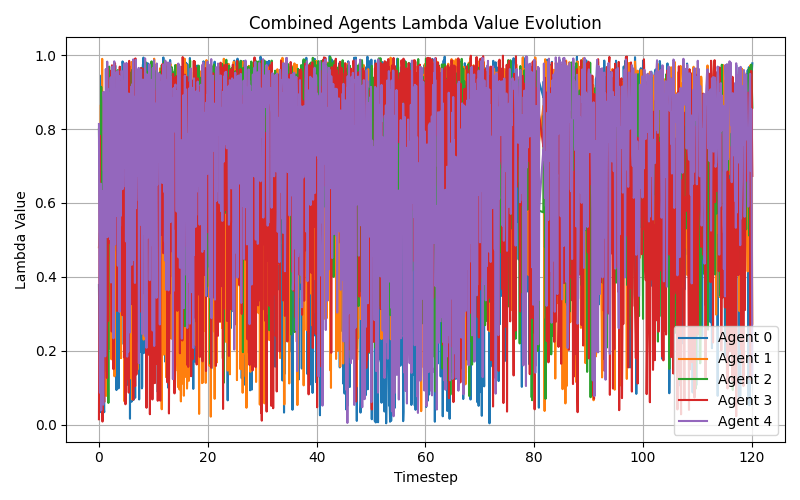 Combined Agents Lambda Value Evolution
1.0
0.8
0.6
0.4
0.2
0.0
Lambda Value
0 20 40 60 80 100 120
Timestep
Agent 0
Agent 1
Agent 2
Agent 3
Agent 4